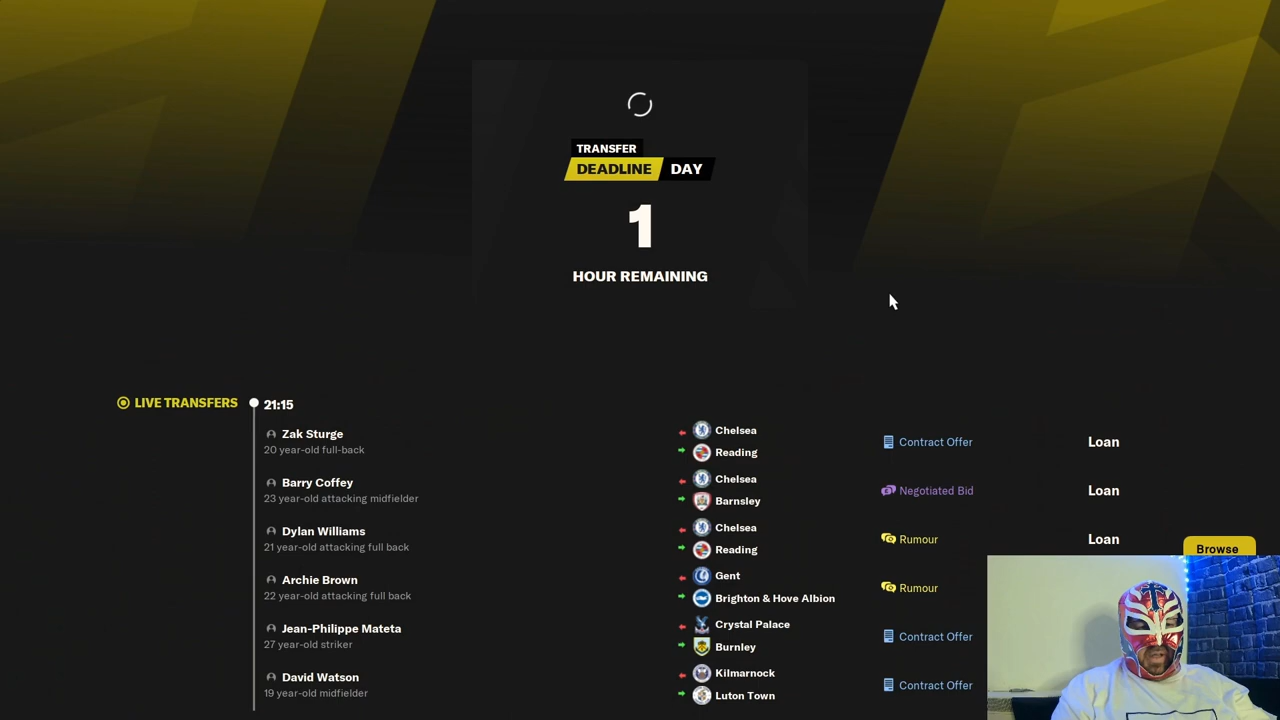 TRANSFER
DEADLINE DAY
1
HOUR REMAINING
LIVE TRANSFERS
21:15
Zak Sturge
20 year-old full-back
Chelsea
Reading
Contract Offer
Loan
Barry Coffey
23 year-old attacking midfielder
Chelsea
Barnsley
Negotiated Bid
Loan
Dylan Williams
21 year-old attacking full back
Chelsea
Reading
Rumour
Loan
Browse
Archie Brown
22 year-old attacking full back
Gent
Brighton & Hove Albion
Rumour
Jean-Philippe Mateta
27 year-old striker
Crystal Palace
Burnley
Contract Offer
David Watson
19 year-old midfielder
Kilmarnock
Luton Town
Contract Offer